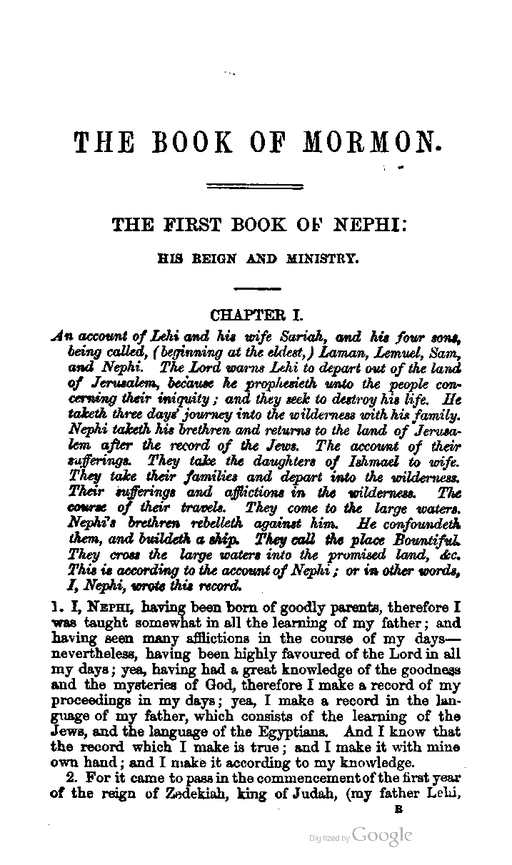 THE BOOK OF MORMON.
THE FIRST BOOK OF NEPHI:
HIS REIGN AND MINISTRY.
CHAPTER I.
An account of Lehi and his wife Sariah, and his four sons,
being called, (beginning at the eldest,) Laman, Lemuel, Sam,
and Nephi. The Lord warns Lehi to depart out of the land
of Jerusalem, because he prophesieth unto the people con-
cerning their iniquity; and they seek to destroy his life. He
taketh three days' journey into the wilderness with his family.
Nephi taketh his brethren and returns to the land of Jerusa-
lem after the record of the Jews. The account of their
sufferings. They take the daughters of Ishmael to wife.
They take their families and depart into the wilderness.
Their sufferings and afflictions in the wilderness. The
course of their travels. They come to the large waters.
Nephi's brethren rebelleth against him. He confoundeth
them, and buildeth a ship. They call the place Bountiful.
They cross the large waters into the promised land, &c.
This is according to the account of Nephi; or in other words,
I, Nephi, wrote this record.
1. I, NEPHI, having been born of goodly parents, therefore I
was taught somewhat in all the learning of my father; and
having seen many afflictions in the course of my days—
nevertheless, having been highly favoured of the Lord in all
my days; yea, having had a great knowledge of the goodness
and the mysteries of God, therefore I make a record of my
proceedings in my days; yea, I make a record in the lan-
guage of my father, which consists of the learning of the
Jews, and the language of the Egyptians. And I know that
the record which I make is true; and I make it with mine
own hand; and I make it according to my knowledge.
2. For it came to pass in the commencement of the first year
of the reign of Zedekiah, king of Judah, (my father Lehi,
B
Digitized by Google